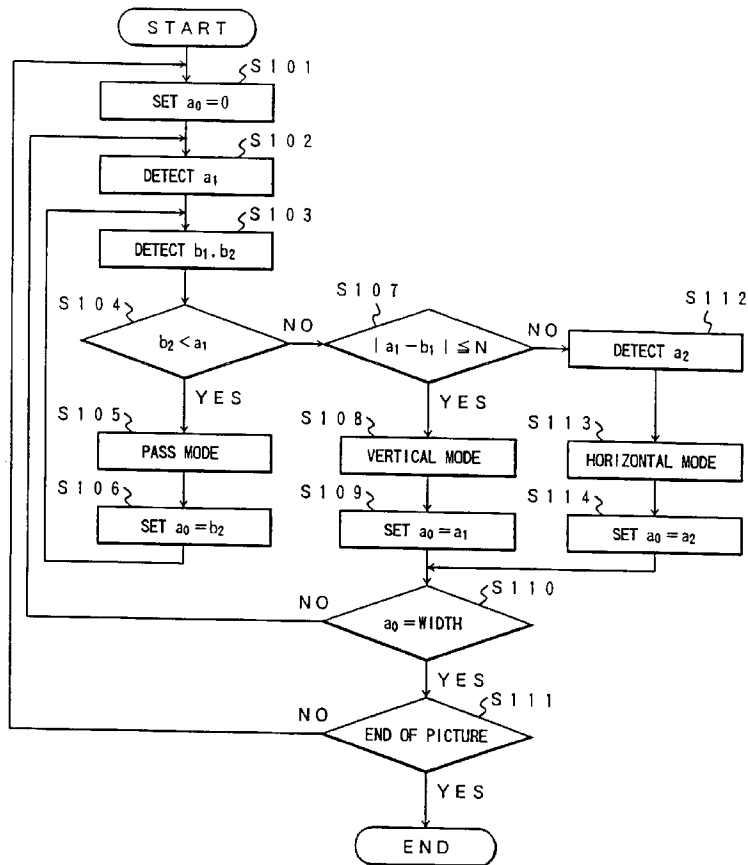 START
S101
SET a₀=0
S102
DETECT a₁
S103
DETECT b₁.b₂
S104
b₂<a₁
NO
YES
S107
|a₁-b₁|≦N
NO
YES
S112
DETECT a₂
S105
PASS MODE
S108
VERTICAL MODE
S113
HORIZONTAL MODE
S106
SET a₀=b₂
S109
SET a₀=a₁
S114
SET a₀=a₂
S110
NO
a₀=WIDTH
YES
S111
NO
END OF PICTURE
YES
END